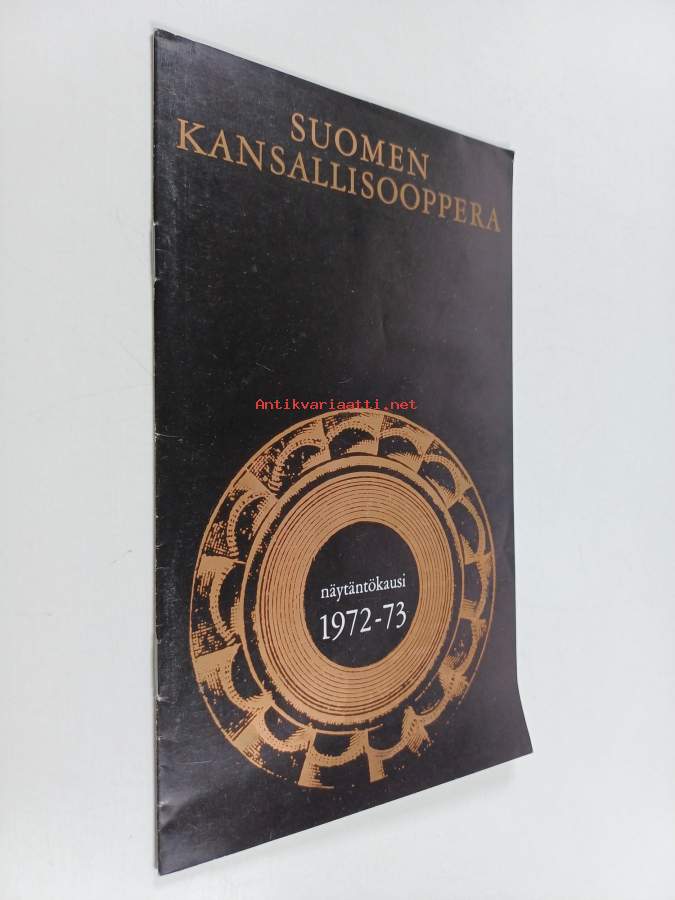 SUOMEN
KANSALLISOOPPERA
Antikvariaatti.net
näytäntökausi
1972-73